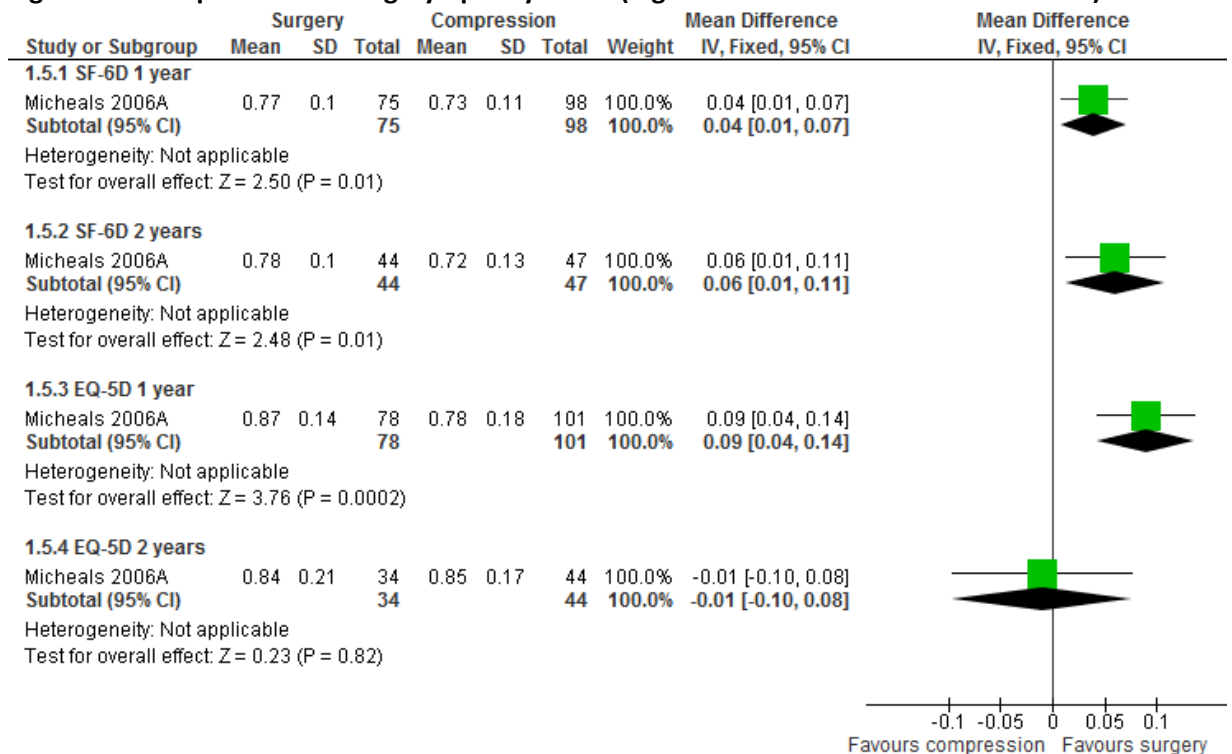 Surgery Compression Mean Difference Mean Difference
Study or Subgroup Mean SD Total Mean SD Total Weight IV, Fixed, 95% CI IV, Fixed, 95% CI
1.5.1 SF-6D 1 year
Micheals 2006A 0.77 0.1 75 0.73 0.11 98 100.0% 0.04 [0.01, 0.07]
Subtotal (95% CI) 75 98 100.0% 0.04 [0.01, 0.07]
Heterogeneity: Not applicable
Test for overall effect: Z = 2.50 (P = 0.01)
1.5.2 SF-6D 2 years
Micheals 2006A 0.78 0.1 44 0.72 0.13 47 100.0% 0.06 [0.01, 0.11]
Subtotal (95% CI) 44 47 100.0% 0.06 [0.01, 0.11]
Heterogeneity: Not applicable
Test for overall effect: Z = 2.48 (P = 0.01)
1.5.3 EQ-5D 1 year
Micheals 2006A 0.87 0.14 78 0.78 0.18 101 100.0% 0.09 [0.04, 0.14]
Subtotal (95% CI) 78 101 100.0% 0.09 [0.04, 0.14]
Heterogeneity: Not applicable
Test for overall effect: Z = 3.76 (P = 0.0002)
1.5.4 EQ-5D 2 years
Micheals 2006A 0.84 0.21 34 0.85 0.17 44 100.0% -0.01 [-0.10, 0.08]
Subtotal (95% CI) 34 44 100.0% -0.01 [-0.10, 0.08]
Heterogeneity: Not applicable
Test for overall effect: Z = 0.23 (P = 0.82)
-0.1 -0.05 0 0.05 0.1
Favours compression Favours surgery